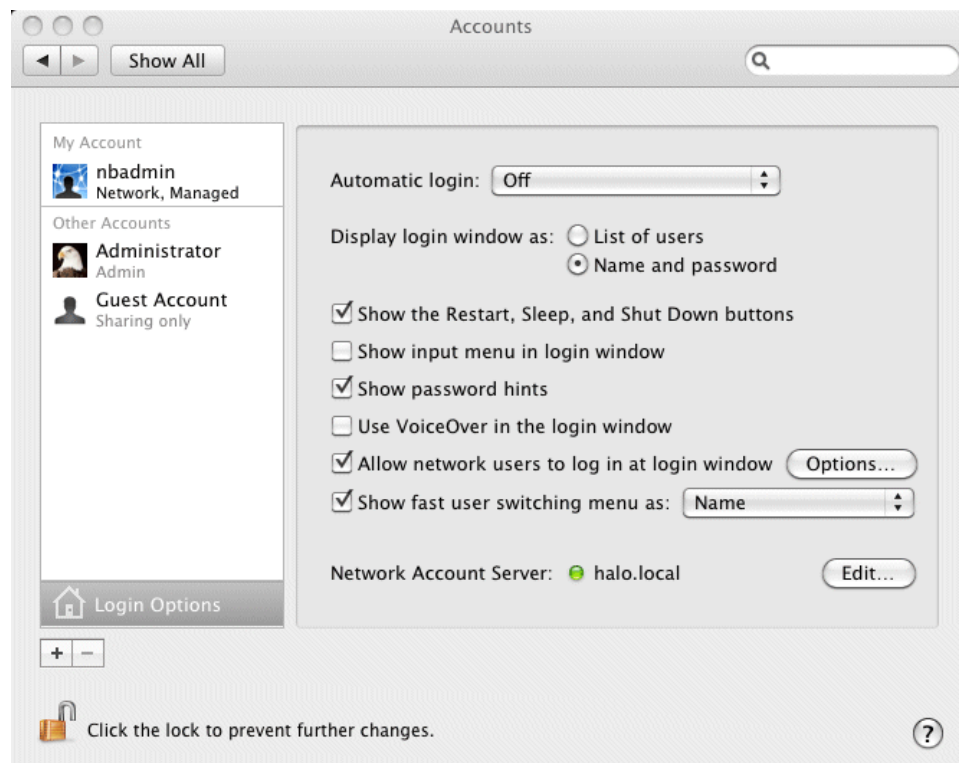 Accounts
Show All
My Account
nbadmin
Network, Managed
Other Accounts
Administrator
Admin
Guest Account
Sharing only
Login Options
Automatic login: Off
Display login window as: List of users
Name and password
Show the Restart, Sleep, and Shut Down buttons
Show input menu in login window
Show password hints
Use VoiceOver in the login window
Allow network users to log in at login window Options...
Show fast user switching menu as: Name
Network Account Server: halo.local Edit...
+ −
Click the lock to prevent further changes.
?